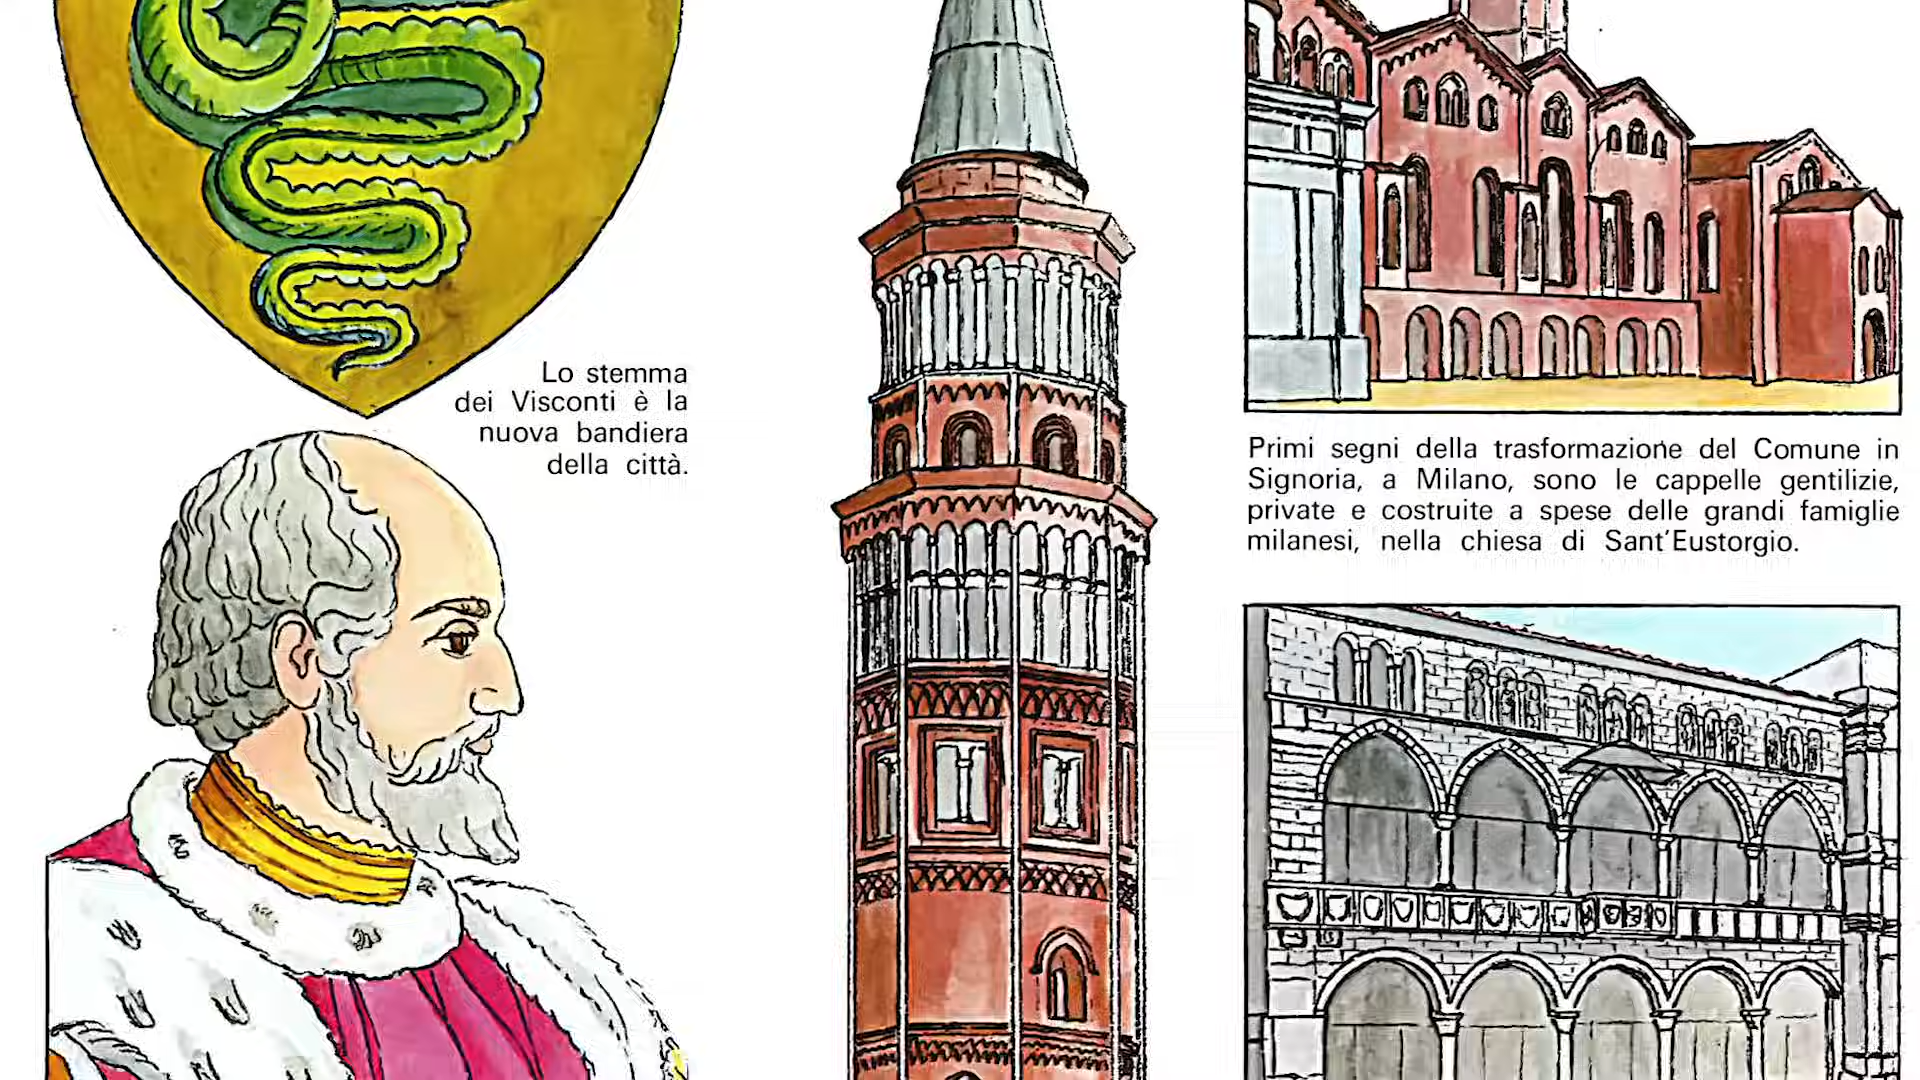 Lo stemma
dei Visconti è la
nuova bandiera
della città.
Primi segni della trasformazione del Comune in
Signoria, a Milano, sono le cappelle gentilizie,
private e costruite a spese delle grandi famiglie
milanesi, nella chiesa di Sant'Eustorgio.